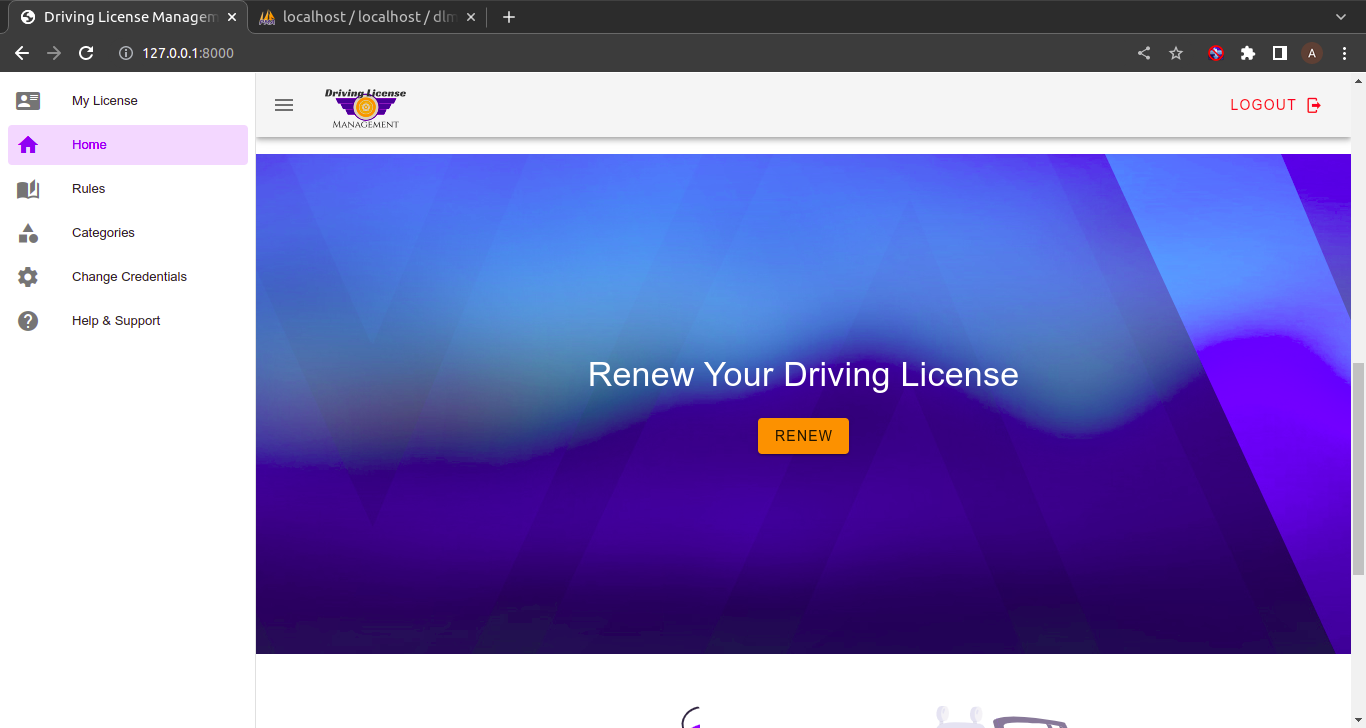 Driving License Managem
localhost / localhost / dlm
127.0.0.1:8000
A
My License
Home
Rules
Categories
Change Credentials
Help & Support
Driving License
MANAGEMENT
LOGOUT
Renew Your Driving License
RENEW